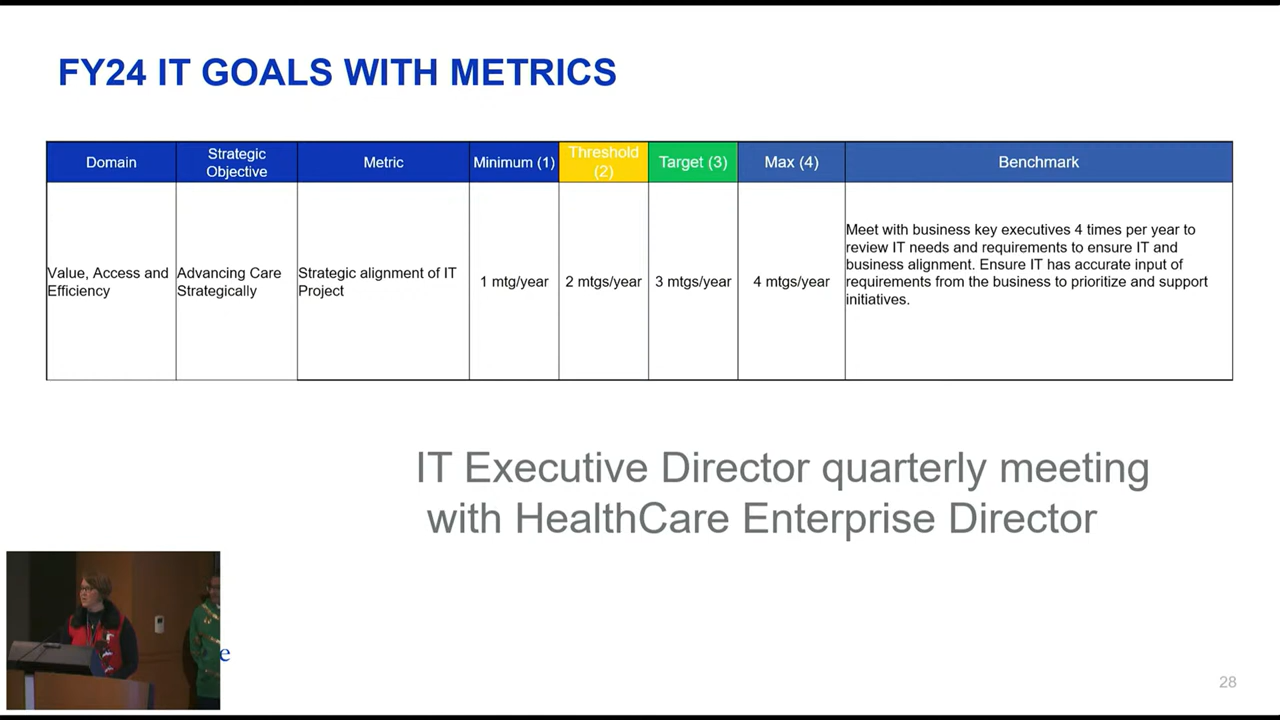 FY24 IT GOALS WITH METRICS
Domain
Strategic
Objective
Metric
Minimum (1)
Threshold
(2)
Target (3)
Max (4)
Benchmark
Value, Access and
Efficiency
Advancing Care
Strategically
Strategic alignment of IT
Project
1 mtg/year
2 mtgs/year
3 mtgs/year
4 mtgs/year
Meet with business key executives 4 times per year to
review IT needs and requirements to ensure IT and
business alignment. Ensure IT has accurate input of
requirements from the business to prioritize and support
initiatives.
IT Executive Director quarterly meeting
with HealthCare Enterprise Director
e
28